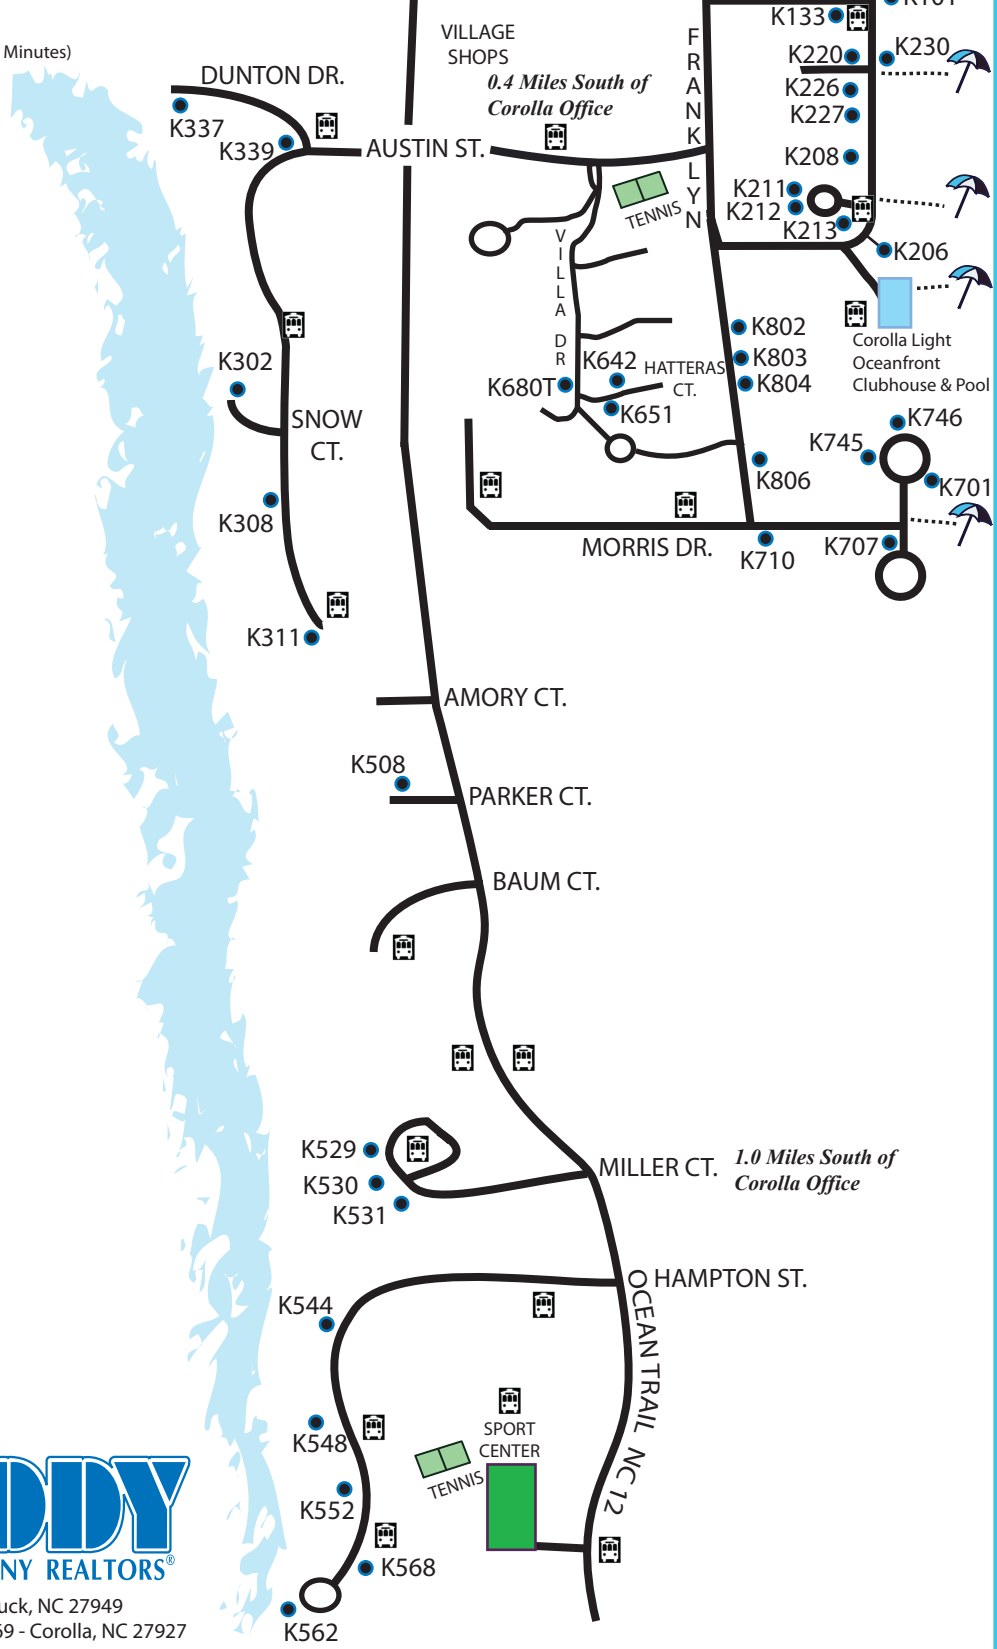 K133
K220
K230
Minutes)
VILLAGE
SHOPS
FRANKLYN
DUNTON DR.
0.4 Miles South of
Corolla Office
K226
K227
K337
K339
AUSTIN ST.
K208
TENNIS
K211
K212
K213
K206
VILLA DR
K802
K803
K804
Corolla Light
Oceanfront
Clubhouse & Pool
K302
K642
HATTERAS
CT.
K680T
K651
SNOW
CT.
K746
K745
K701
K806
K308
MORRIS DR.
K710
K707
K311
AMORY CT.
K508
PARKER CT.
BAUM CT.
K529
K530
K531
MILLER CT.
1.0 Miles South of
Corolla Office
HAMPTON ST.
K544
OCEAN TRAIL NC 12
K548
SPORT
CENTER
TENNIS
K552
K568
K562
DDY
NY REALTORS®
uck, NC 27949
69 - Corolla, NC 27927